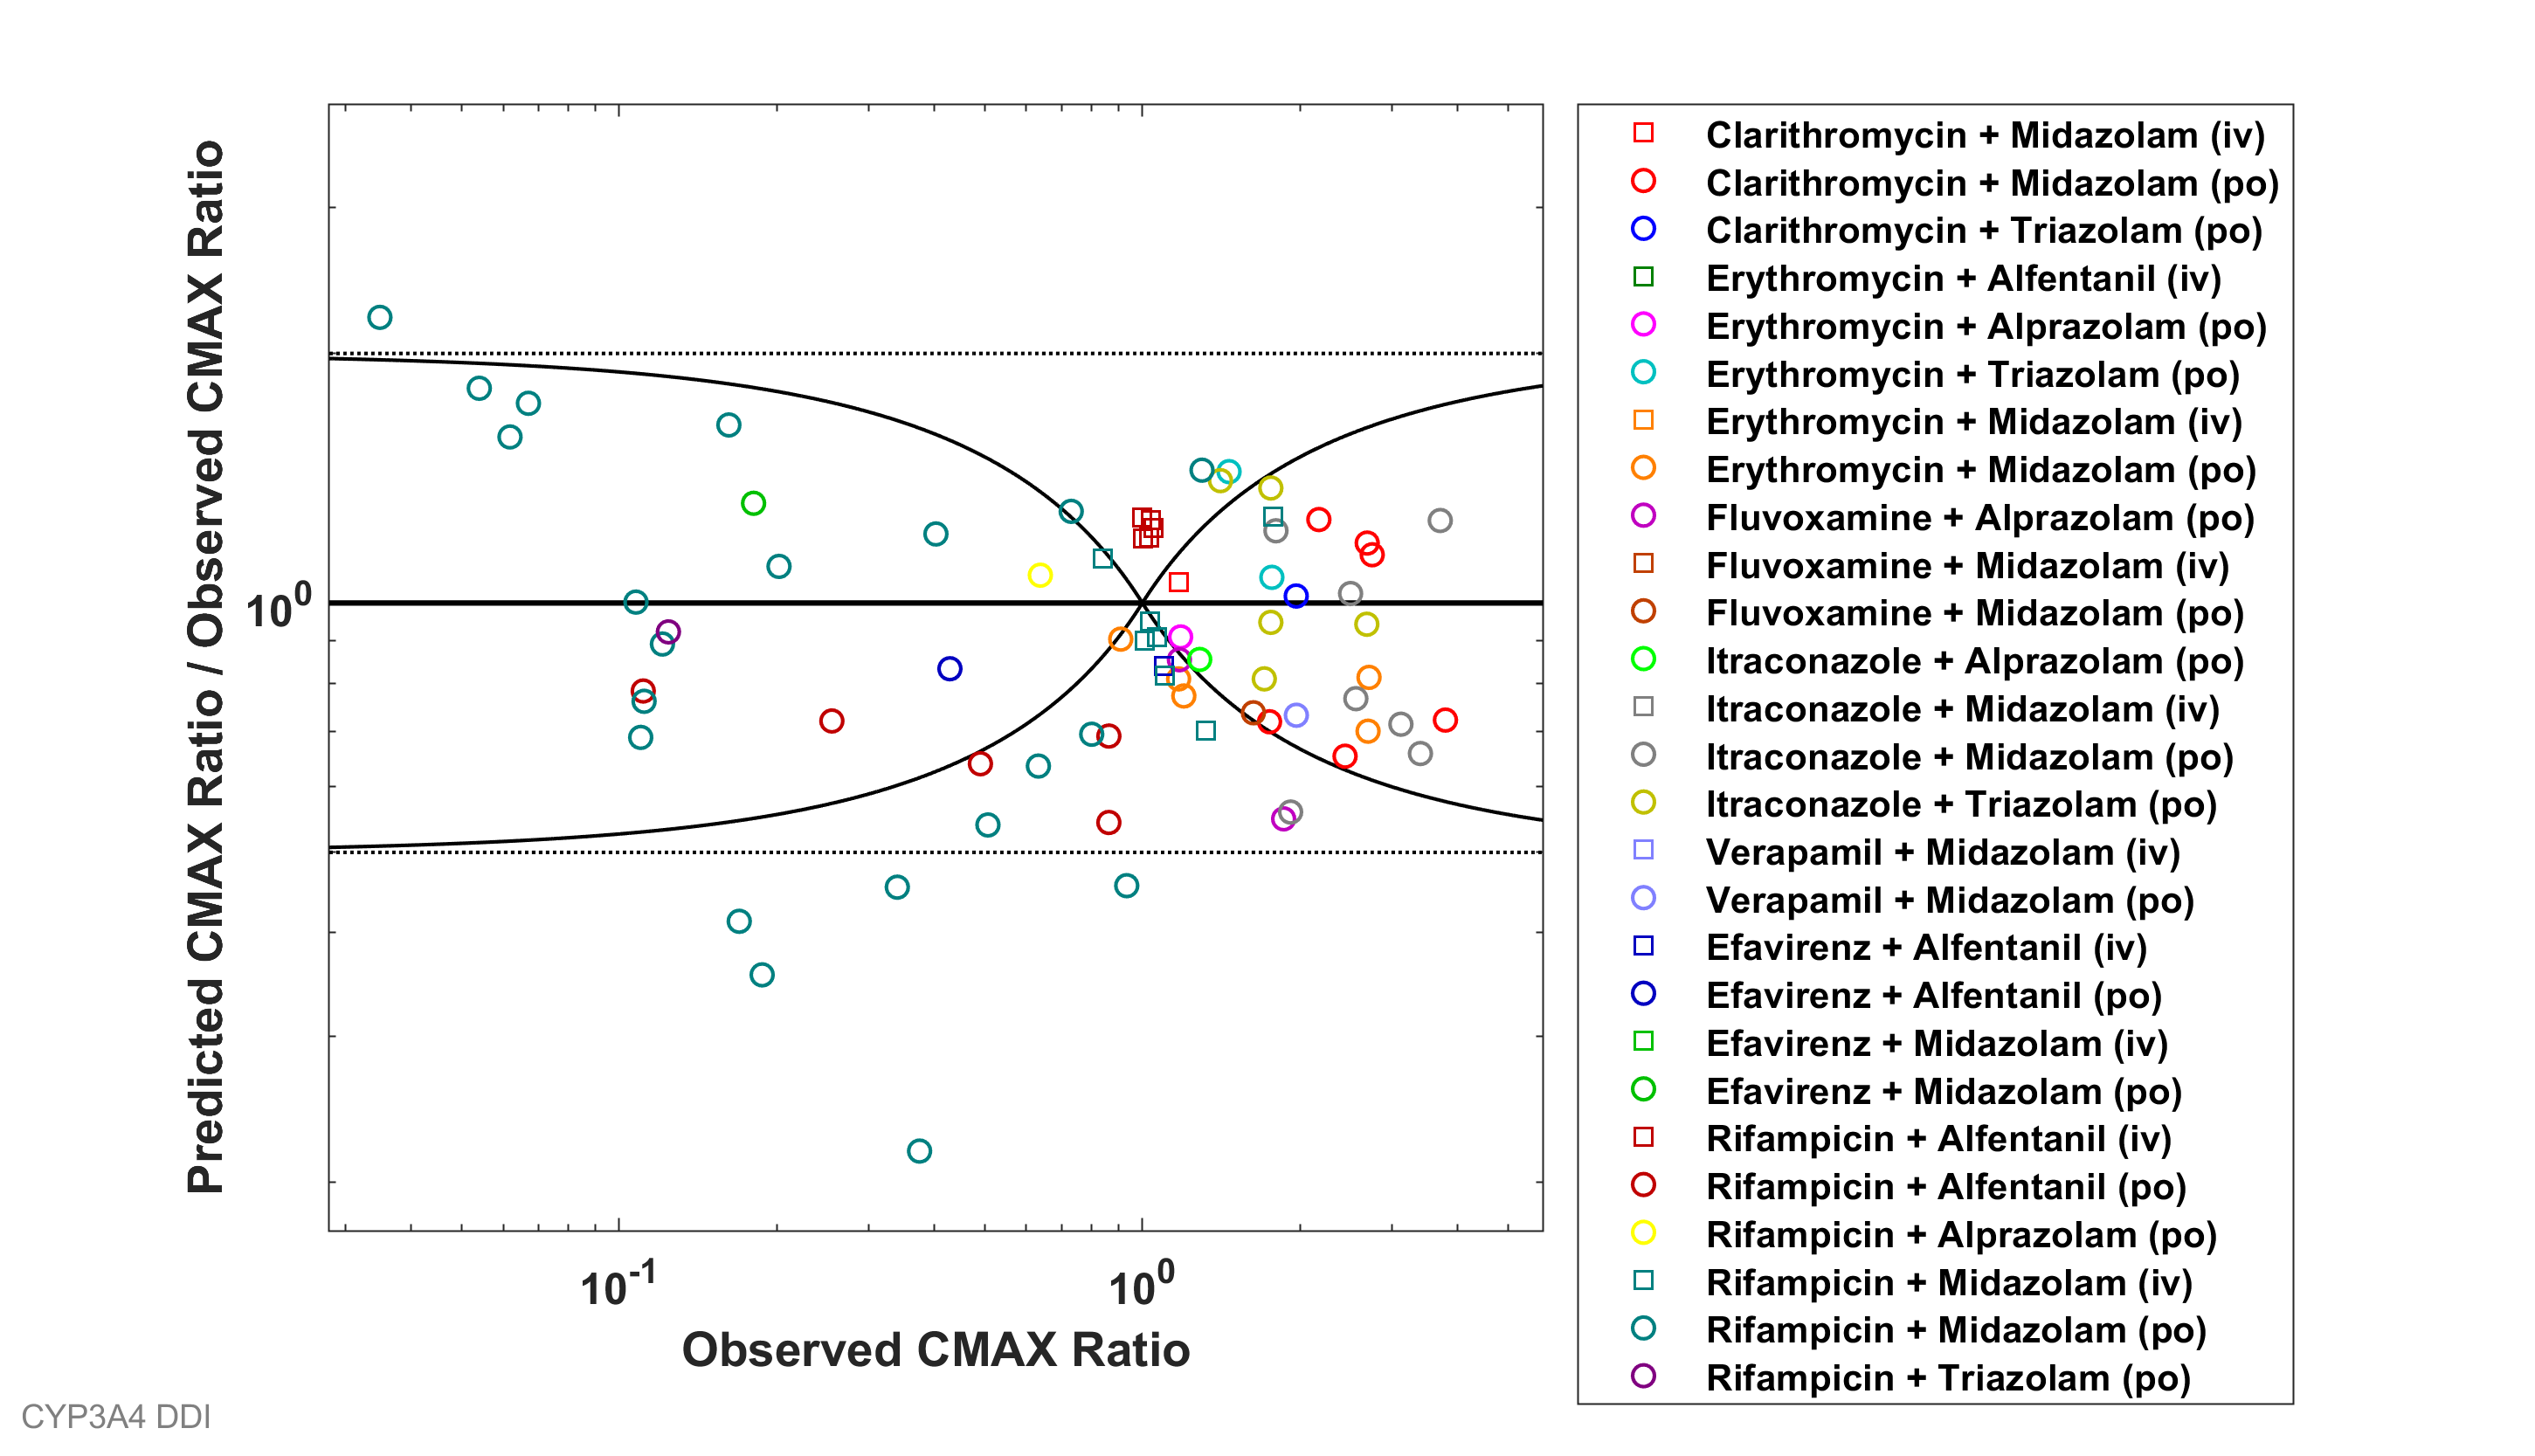 Predicted CMAX Ratio / Observed CMAX Ratio
10^0
10^-1
10^0
Observed CMAX Ratio
Clarithromycin + Midazolam (iv)
Clarithromycin + Midazolam (po)
Clarithromycin + Triazolam (po)
Erythromycin + Alfentanil (iv)
Erythromycin + Alprazolam (po)
Erythromycin + Triazolam (po)
Erythromycin + Midazolam (iv)
Erythromycin + Midazolam (po)
Fluvoxamine + Alprazolam (po)
Fluvoxamine + Midazolam (iv)
Fluvoxamine + Midazolam (po)
Itraconazole + Alprazolam (po)
Itraconazole + Midazolam (iv)
Itraconazole + Midazolam (po)
Itraconazole + Triazolam (po)
Verapamil + Midazolam (iv)
Verapamil + Midazolam (po)
Efavirenz + Alfentanil (iv)
Efavirenz + Alfentanil (po)
Efavirenz + Midazolam (iv)
Efavirenz + Midazolam (po)
Rifampicin + Alfentanil (iv)
Rifampicin + Alfentanil (po)
Rifampicin + Alprazolam (po)
Rifampicin + Midazolam (iv)
Rifampicin + Midazolam (po)
Rifampicin + Triazolam (po)
CYP3A4 DDI